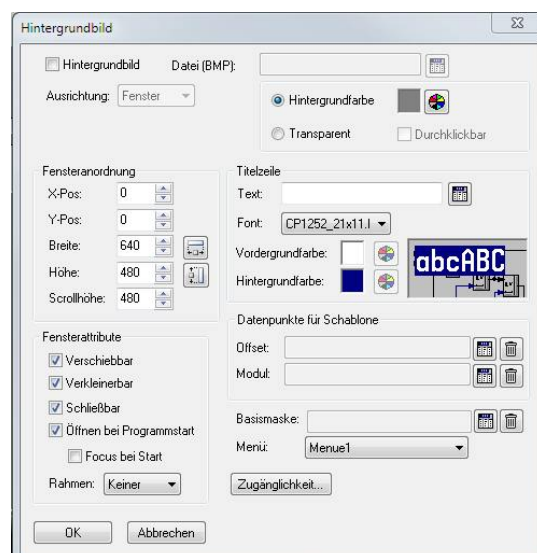 Hintergrundbild
Hintergrundbild Datei (BMP):
Ausrichtung: Fenster
Hintergrundfarbe
Transparent Durchklickbar
Fensteranordnung
X-Pos: 0
Y-Pos: 0
Breite: 640
Höhe: 480
Scrollhöhe: 480
Titelzeile
Text:
Font: CP1252_21x11.l
Vordergrundfarbe:
Hintergrundfarbe:
abcABC
Fensterattribute
Verschiebbar
Verkleinerbar
Schließbar
Öffnen bei Programmstart
Focus bei Start
Rahmen: Keiner
Datenpunkte für Schablone
Offset:
Modul:
Basismaske:
Menü: Menue1
Zugänglichkeit...
OK Abbrechen